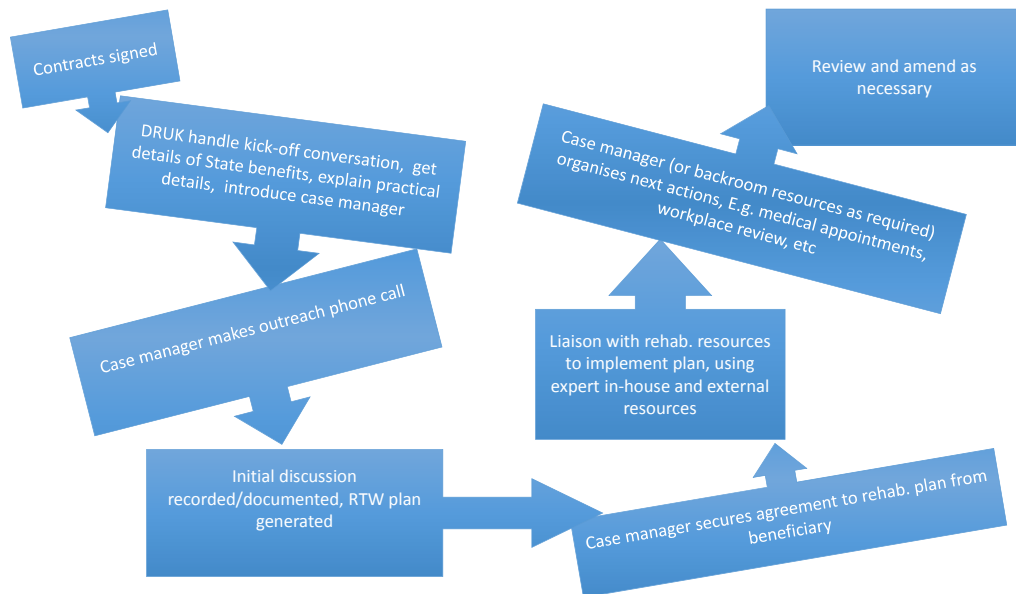 Contracts signed
DRUK handle kick-off conversation, get
details of State benefits, explain practical
details, introduce case manager
Case manager makes outreach phone call
Initial discussion
recorded/documented, RTW plan
generated
Case manager secures agreement to rehab. plan from
beneficiary
Liaison with rehab. resources
to implement plan, using
expert in-house and external
resources
Case manager (or backroom resources as required)
organises next actions, E.g. medical appointments,
workplace review, etc
Review and amend as
necessary